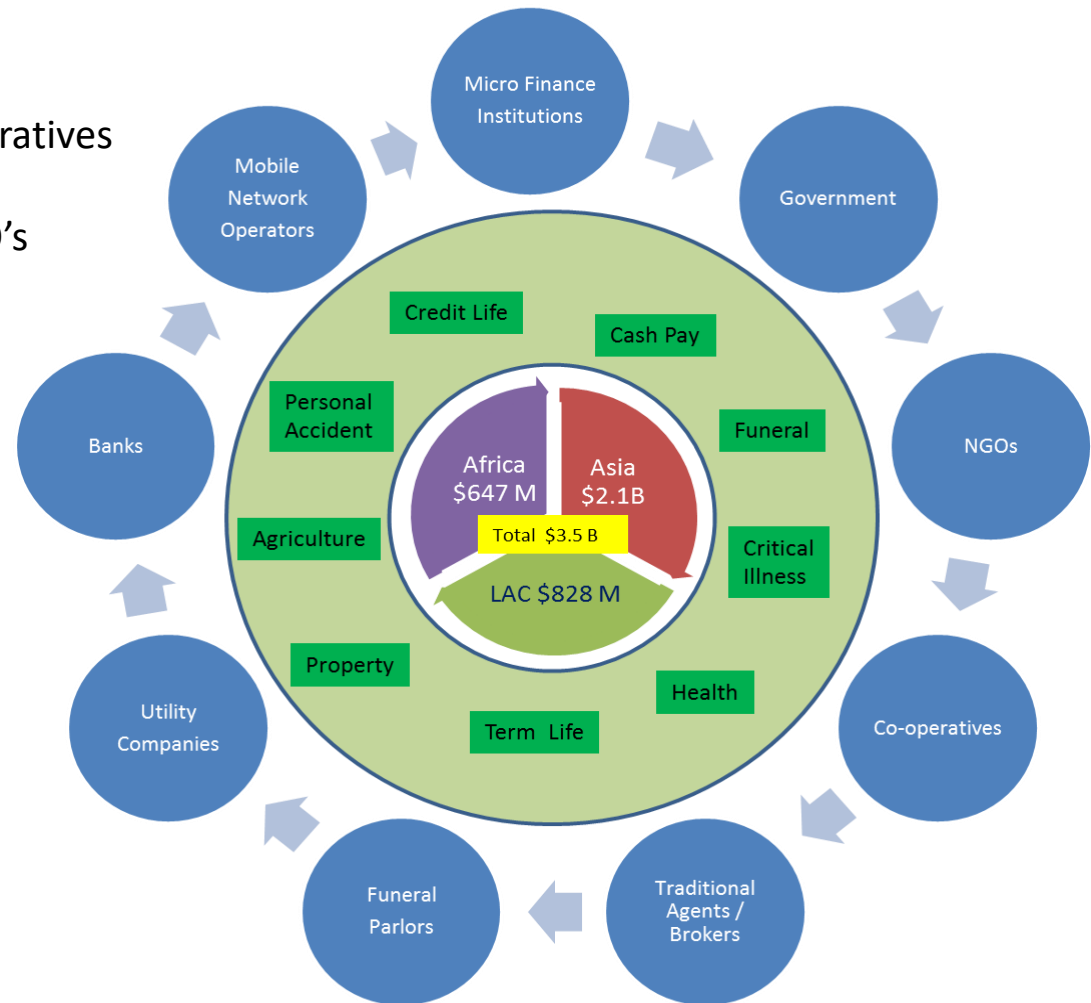 Micro Finance
Institutions
Mobile
Network
Operators
Government
Credit Life
Cash Pay
Personal
Accident
Funeral
Banks
NGOs
Africa
$647 M
Asia
$2.1B
Total $3.5 B
Agriculture
Critical
Illness
LAC $828 M
Property
Health
Term Life
Utility
Companies
Co-operatives
Funeral
Parlors
Traditional
Agents /
Brokers